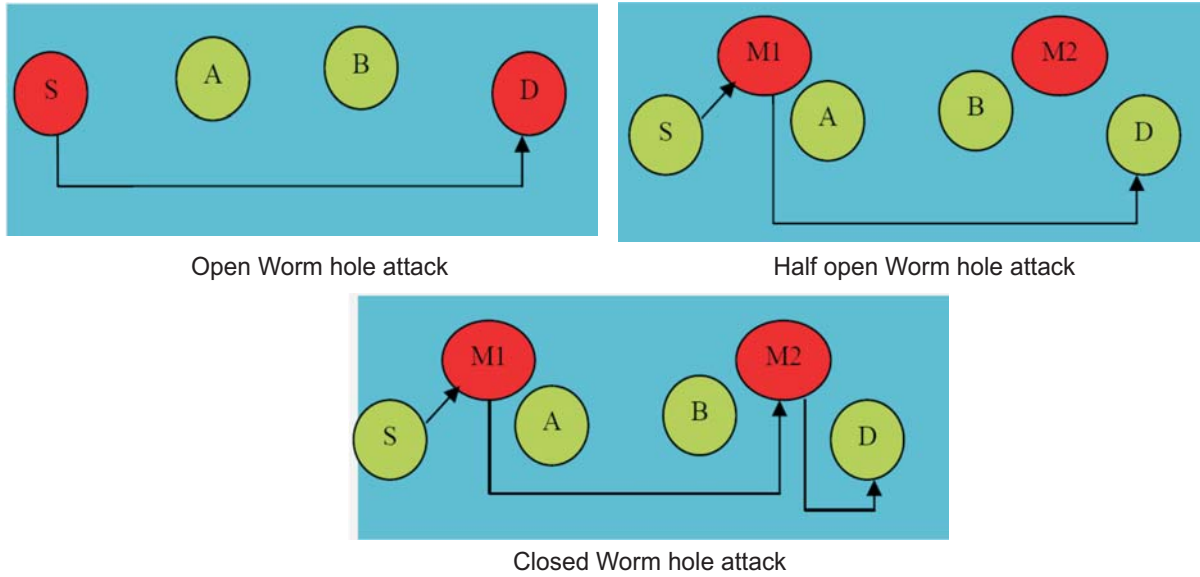 S A B D
Open Worm hole attack
M1 M2
S A B D
Half open Worm hole attack
M1 M2
S A B D
Closed Worm hole attack